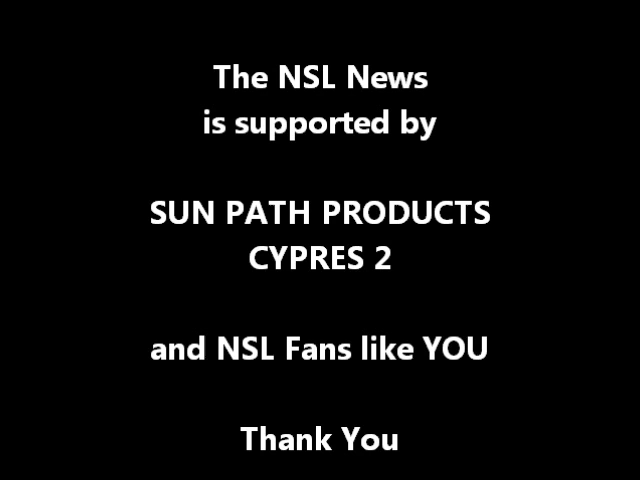 The NSL News
is supported by
SUN PATH PRODUCTS
CYPRES 2
and NSL Fans like YOU
Thank You